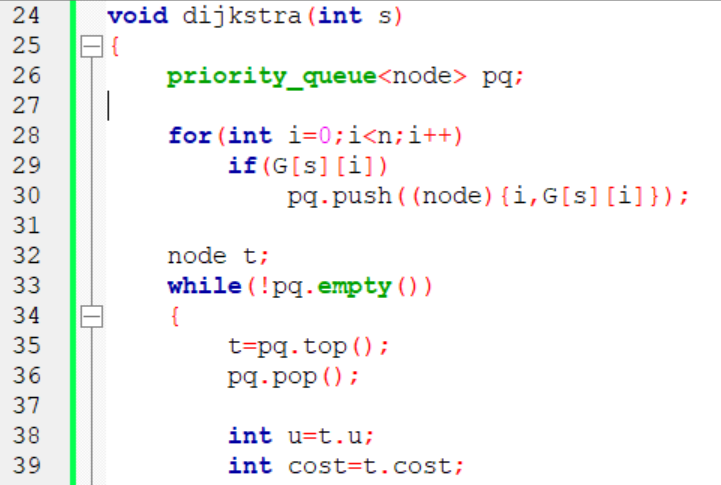 24 void dijkstra(int s)
25 {
26     priority_queue<node> pq;
27
28     for(int i=0;i<n;i++)
29         if(G[s][i])
30             pq.push((node){i,G[s][i]});
31
32     node t;
33     while(!pq.empty())
34     {
35         t=pq.top();
36         pq.pop();
37
38         int u=t.u;
39         int cost=t.cost;